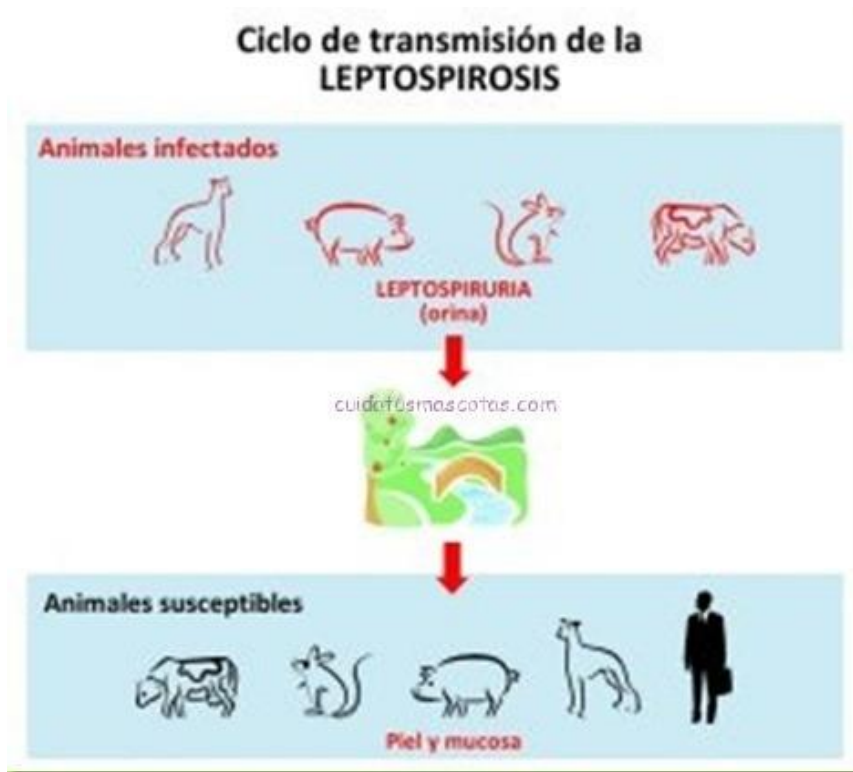 Ciclo de transmisión de la
LEPTOSPIROSIS
Animales infectados
LEPTOSPIRURIA
(orina)
cuidatusmascotas.com
Animales susceptibles
Piel y mucosa